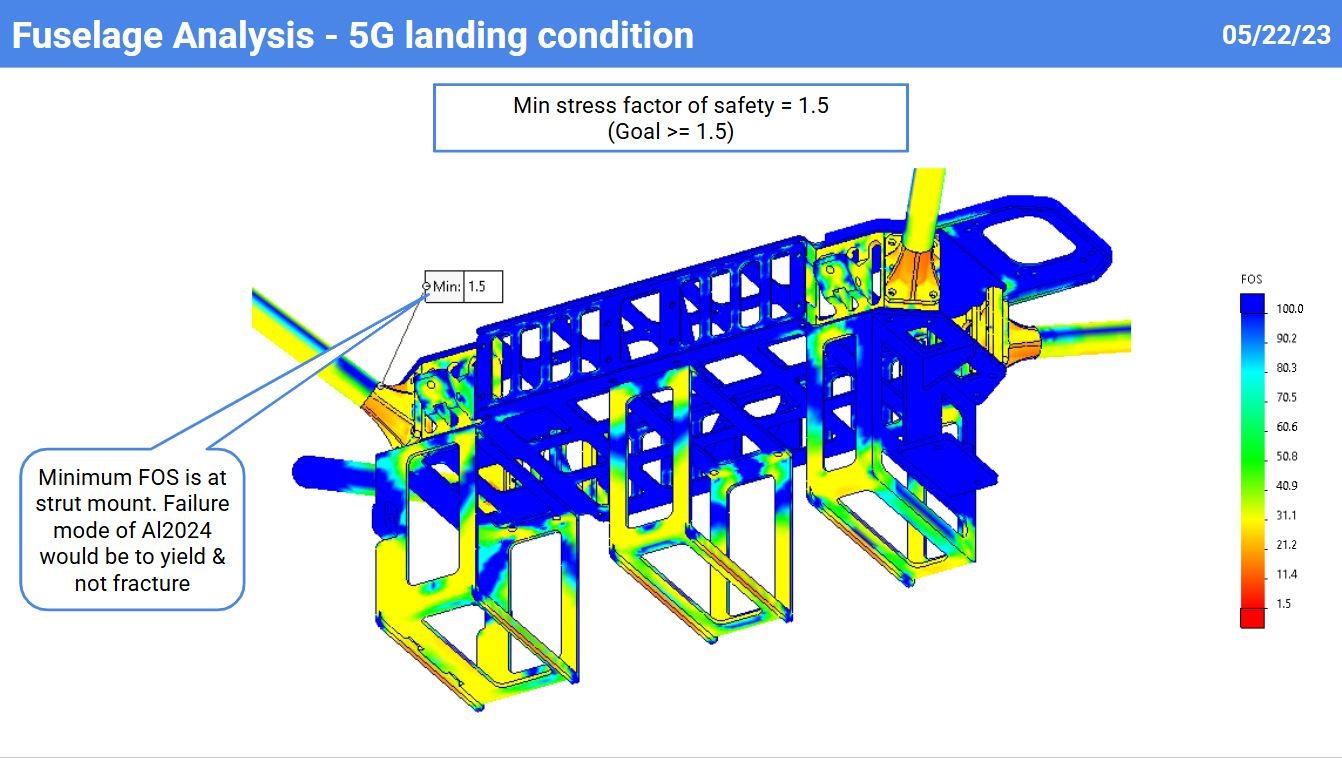 Fuselage Analysis - 5G landing condition
05/22/23
Min stress factor of safety = 1.5
(Goal >= 1.5)
Min: 1.5
Minimum FOS is at
strut mount. Failure
mode of Al2024
would be to yield &
not fracture
FOS
100.0
90.2
80.3
70.5
60.6
50.8
40.9
31.1
21.2
11.4
1.5